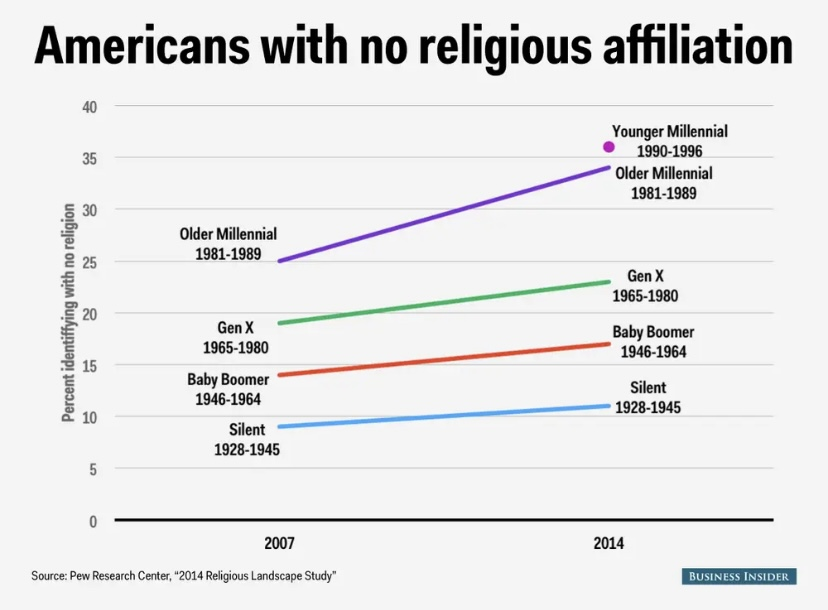 Americans with no religious affiliation
Percent identiffying with no religion
40
35
30
25
20
15
10
5
0
Older Millennial
1981-1989
Gen X
1965-1980
Baby Boomer
1946-1964
Silent
1928-1945
Younger Millennial
1990-1996
Older Millennial
1981-1989
Gen X
1965-1980
Baby Boomer
1946-1964
Silent
1928-1945
2007
2014
Source: Pew Research Center, “2014 Religious Landscape Study”
BUSINESS INSIDER